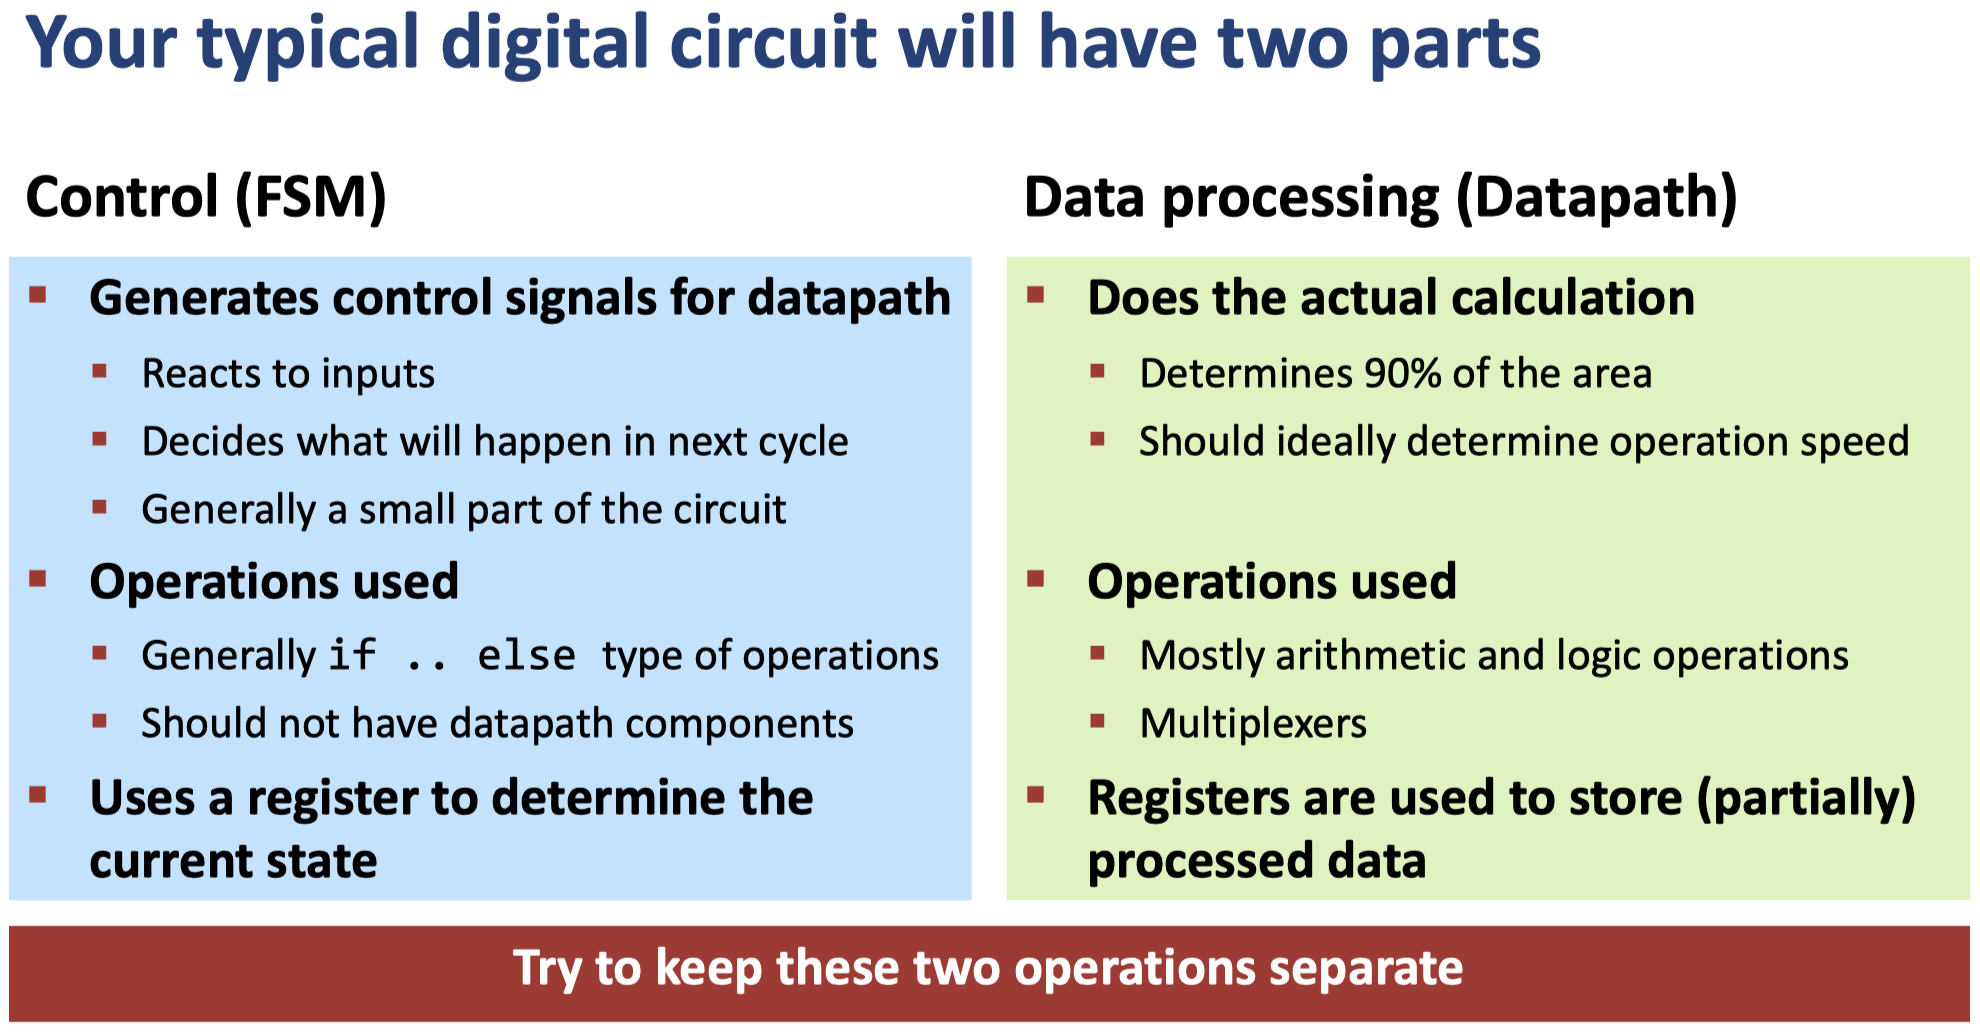 Your typical digital circuit will have two parts
Control (FSM)
Generates control signals for datapath
Reacts to inputs
Decides what will happen in next cycle
Generally a small part of the circuit
Operations used
Generally if .. else type of operations
Should not have datapath components
Uses a register to determine the
current state
Data processing (Datapath)
Does the actual calculation
Determines 90% of the area
Should ideally determine operation speed
Operations used
Mostly arithmetic and logic operations
Multiplexers
Registers are used to store (partially)
processed data
Try to keep these two operations separate